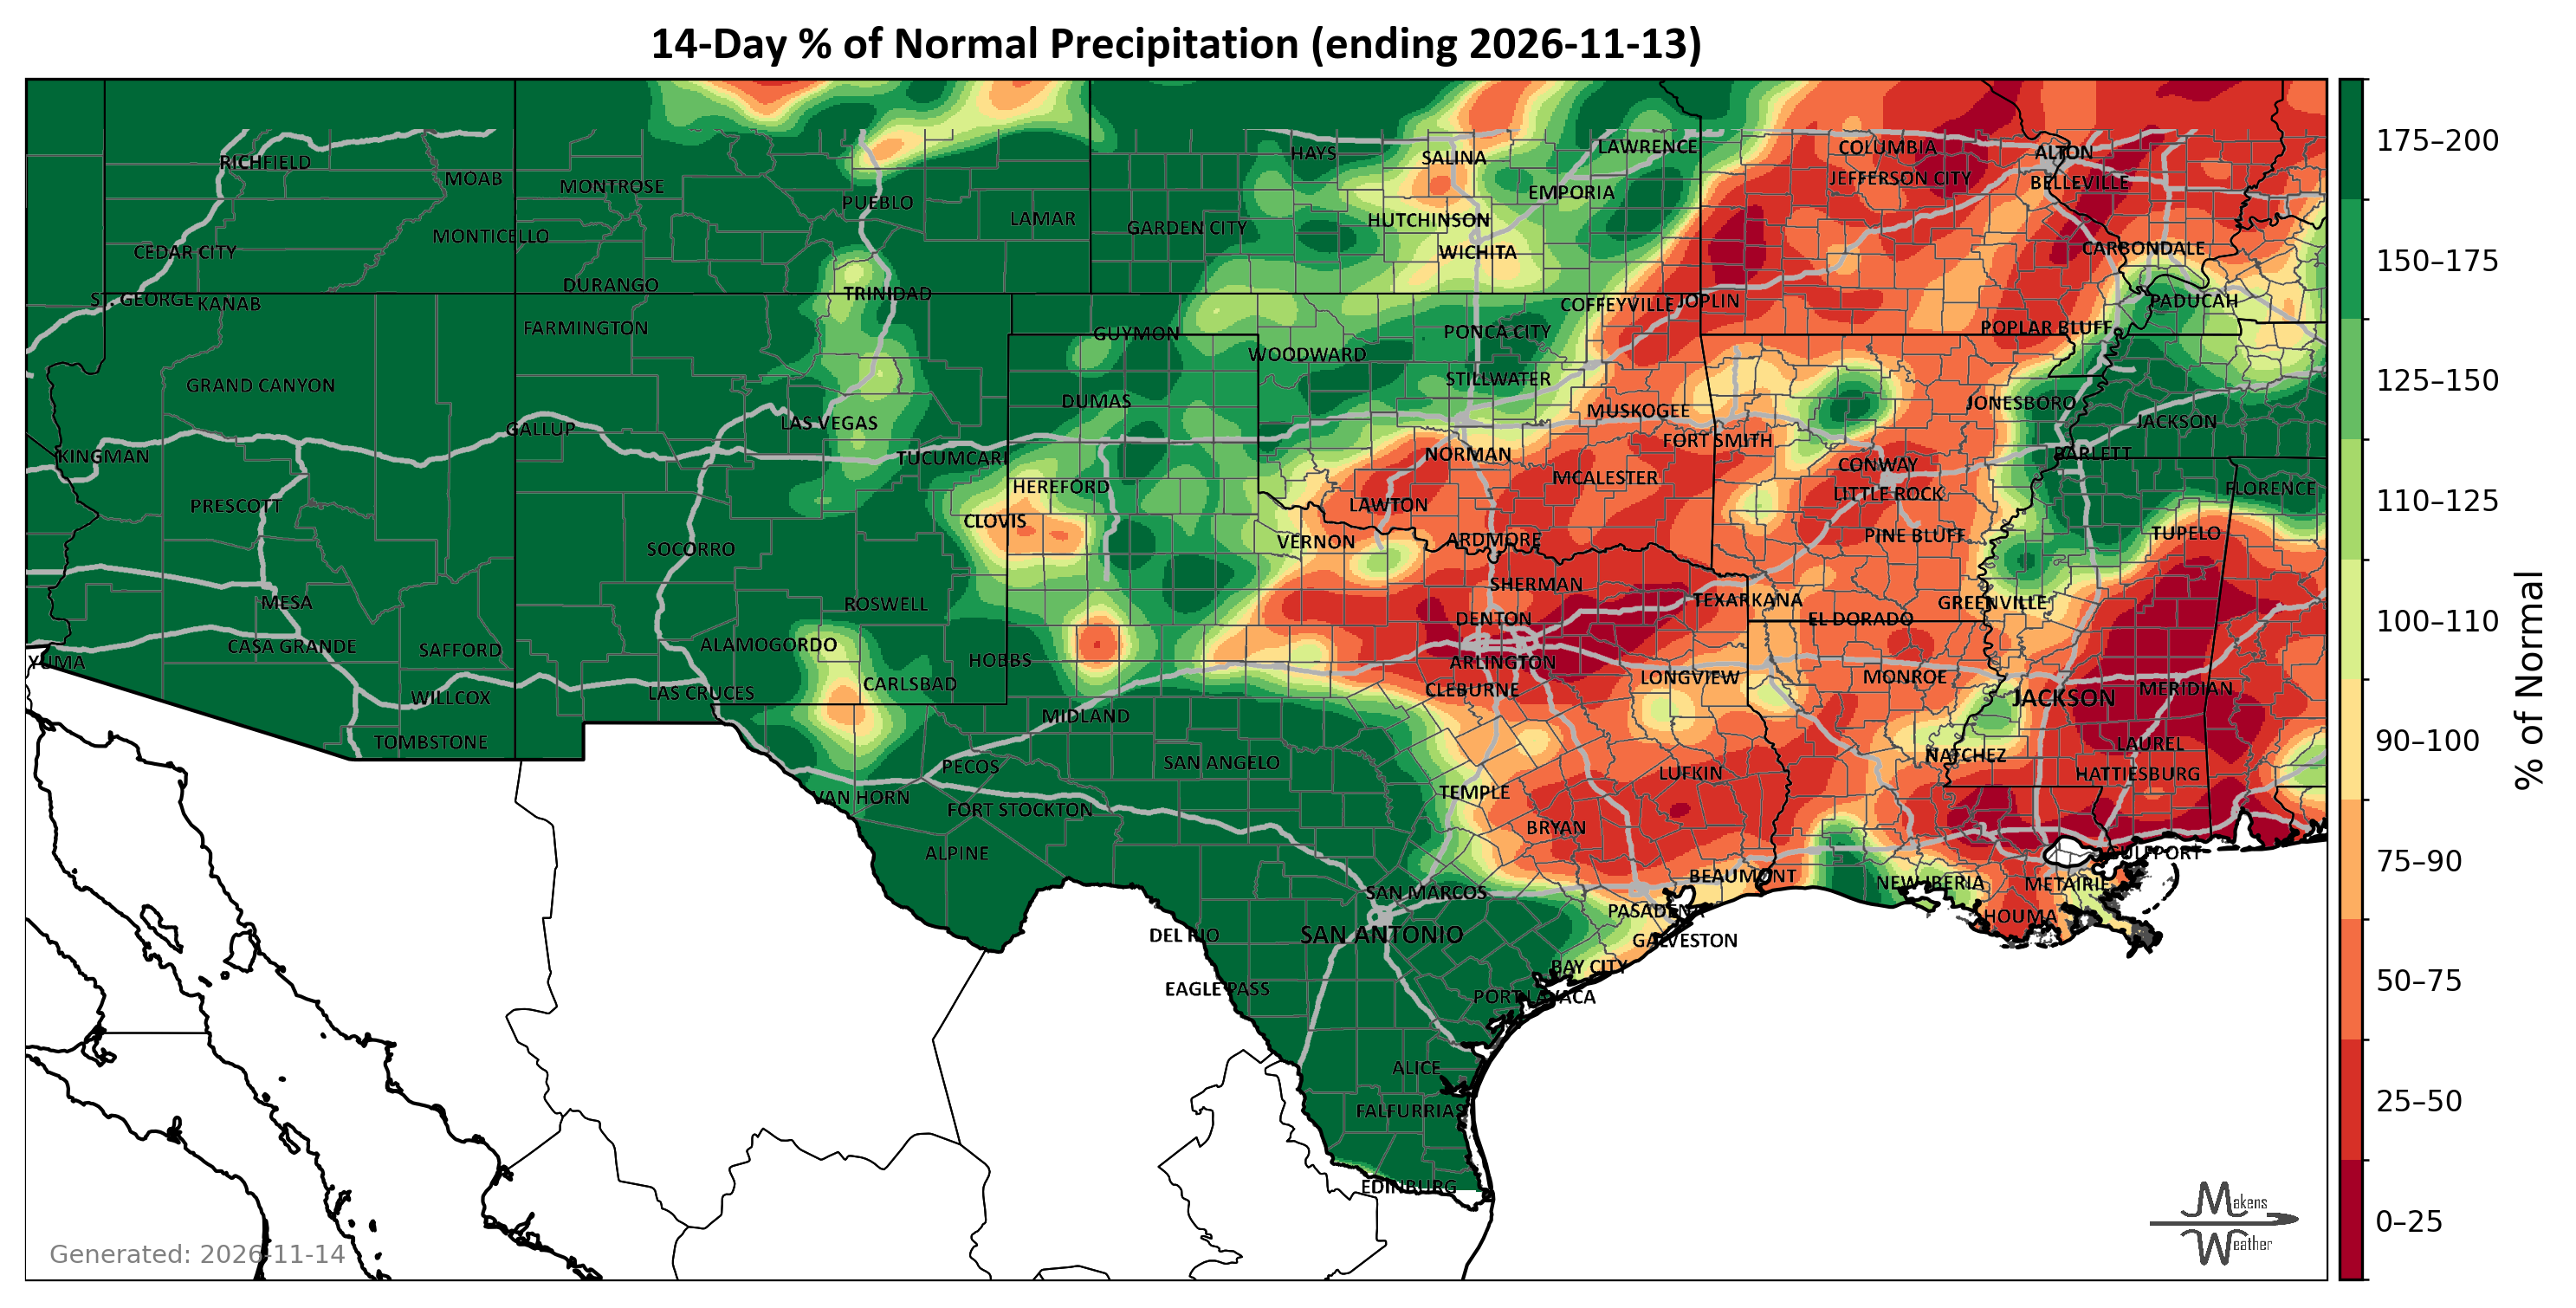 14-Day % of Normal Precipitation (ending 2026-11-13)
RICHFIELD
MOAB
MONTROSE
PUEBLO
LAMAR
HAYS
SALINA
LAWRENCE
COLUMBIA
ALTON
JEFFERSON CITY
BELLEVILLE
EMPORIA
HUTCHINSON
GARDEN CITY
MONTICELLO
CEDAR CITY
WICHITA
CARBONDALE
DURANGO
TRINIDAD
ST. GEORGE
KANAB
COFFEYVILLE
JOPLIN
PADUCAH
FARMINGTON
GUYMON
PONCA CITY
POPLAR BLUFF
WOODWARD
GRAND CANYON
STILLWATER
DUMAS
MUSKOGEE
JONESBORO
JACKSON
GALLUP
LAS VEGAS
FORT SMITH
KINGMAN
TUCUMCARI
NORMAN
BARLETT
CONWAY
MCALESTER
HEREFORD
LITTLE ROCK
FLORENCE
PRESCOTT
LAWTON
CLOVIS
VERNON
ARDMORE
PINE BLUFF
TUPELO
SOCORRO
SHERMAN
MESA
ROSWELL
TEXARKANA
GREENVILLE
DENTON
EL DORADO
CASA GRANDE
SAFFORD
ALAMOGORDO
HOBBS
ARLINGTON
YUMA
CARLSBAD
LONGVIEW
MONROE
CLEBURNE
MERIDIAN
WILLCOX
LAS CRUCES
JACKSON
MIDLAND
TOMBSTONE
LAUREL
NATCHEZ
PECOS
SAN ANGELO
LUFKIN
HATTIESBURG
VAN HORN
TEMPLE
FORT STOCKTON
BRYAN
ALPINE
GULFPORT
BEAUMONT
NEW IBERIA
METAIRIE
SAN MARCOS
PASADENA
HOUMA
DEL RIO
SAN ANTONIO
GALVESTON
BAY CITY
EAGLE PASS
PORT LAVACA
ALICE
FALFURRIAS
EDINBURG
Generated: 2026-11-14
Makens
Weather
175–200
150–175
125–150
110–125
100–110
90–100
75–90
50–75
25–50
0–25
% of Normal